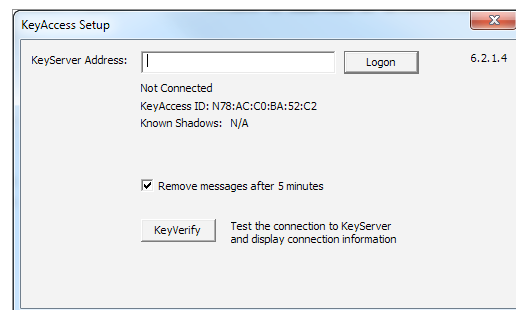 KeyAccess Setup
KeyServer Address:
Logon
6.2.1.4
Not Connected
KeyAccess ID: N78:AC:C0:BA:52:C2
Known Shadows: N/A
Remove messages after 5 minutes
KeyVerify
Test the connection to KeyServer
and display connection information